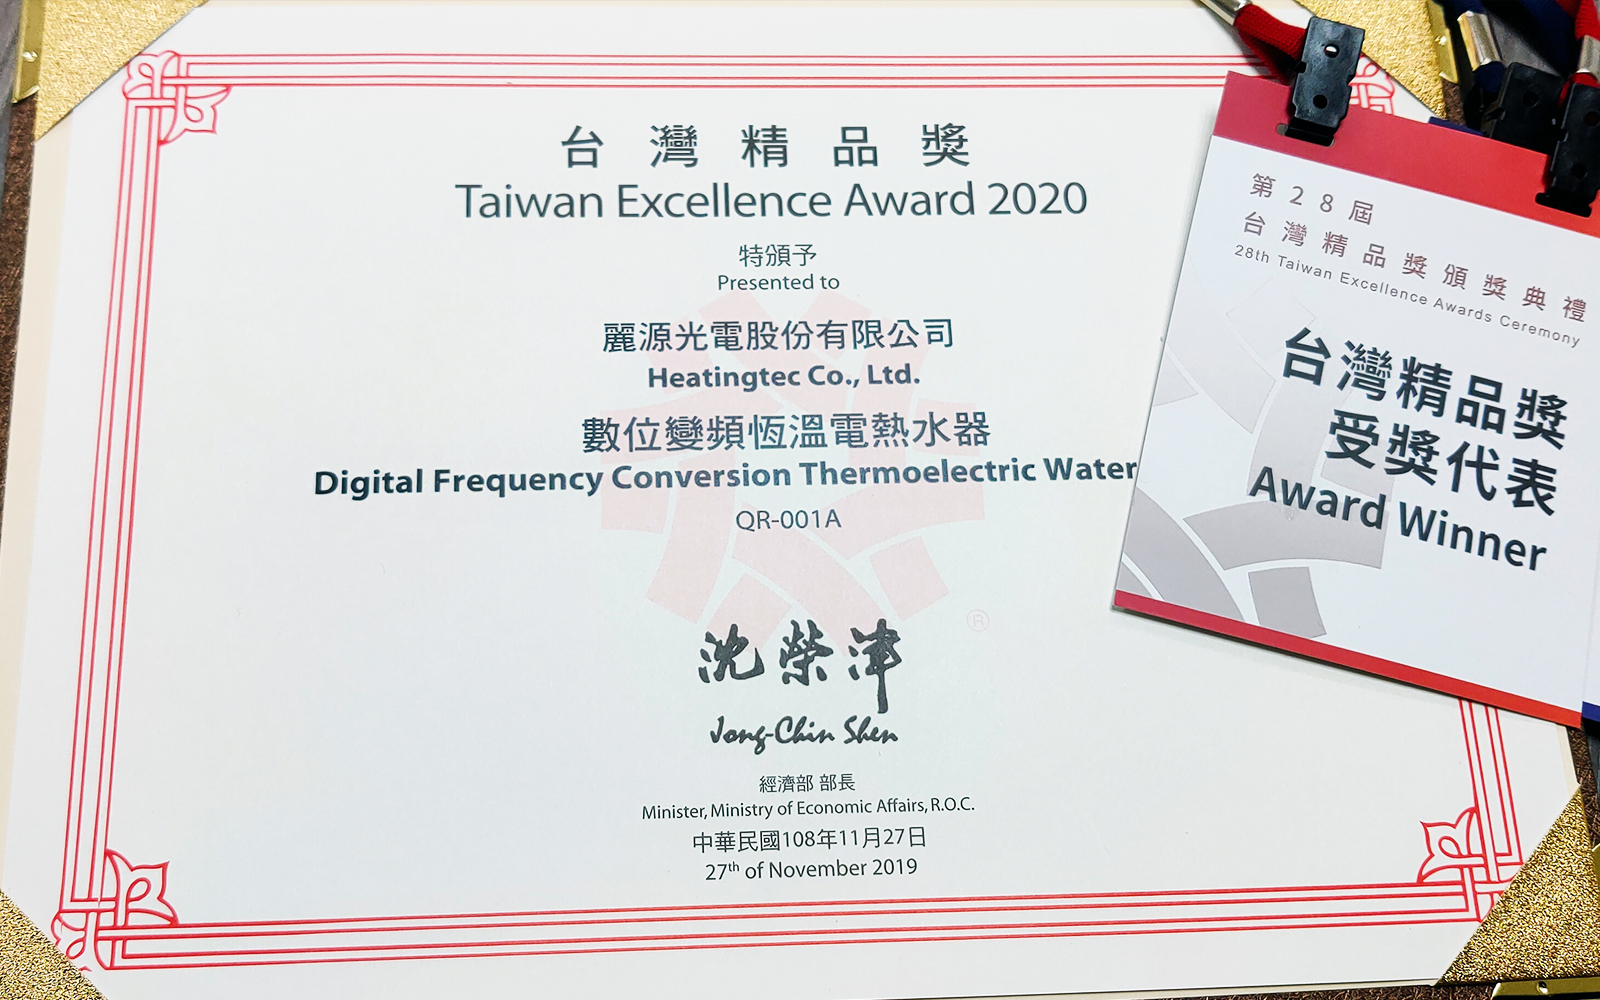 台灣精品獎
Taiwan Excellence Award 2020
特頒予
Presented to
麗源光電股份有限公司
Heatingtec Co., Ltd.
數位變頻恆溫電熱水器
Digital Frequency Conversion Thermoelectric Water
QR-001A
®
沈榮津
Jong-Chin Shen
經濟部 部長
Minister, Ministry of Economic Affairs, R.O.C.
中華民國108年11月27日
27th of November 2019
第28屆
台灣精品獎頒獎典禮
28th Taiwan Excellence Awards Ceremony
台灣精品獎
受獎代表
Award Winner